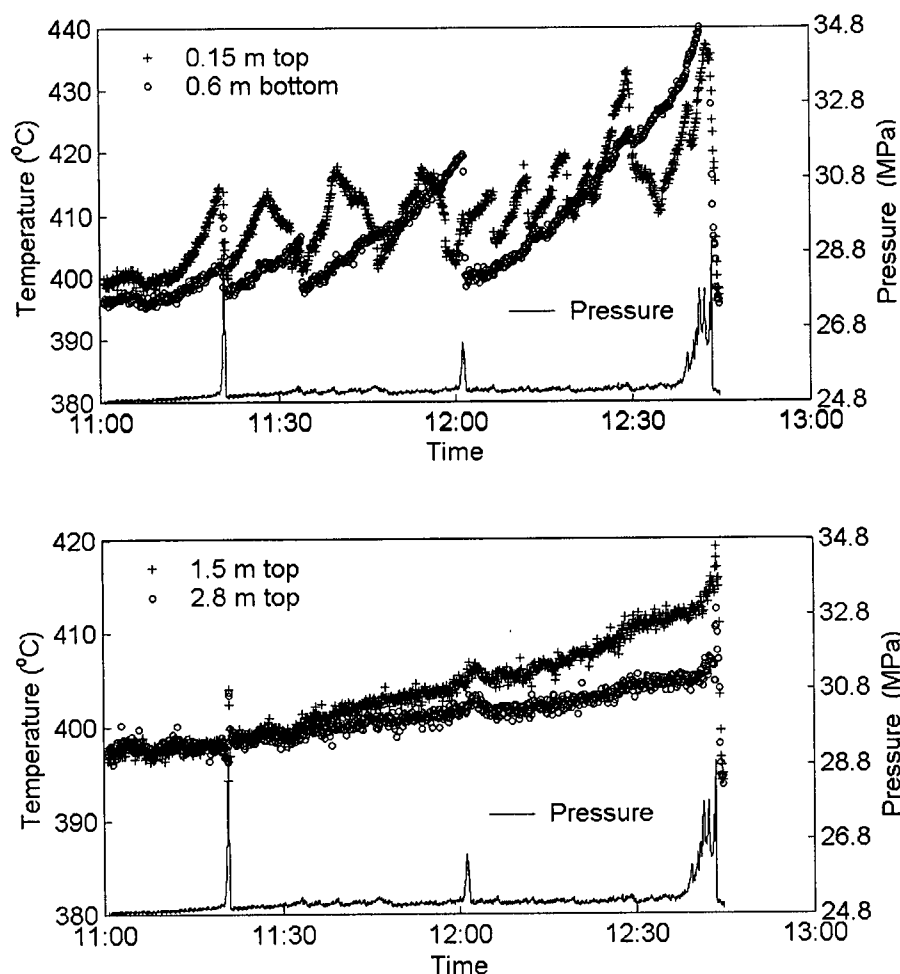 440
430
420
410
400
390
380
Temperature (°C)
+ 0.15 m top
o 0.6 m bottom
Pressure
34.8
32.8
30.8
28.8
26.8
24.8
Pressure (MPa)
11:00 11:30 12:00 12:30 13:00
Time
420
410
400
390
380
Temperature (°C)
+ 1.5 m top
o 2.8 m top
Pressure
34.8
32.8
30.8
28.8
26.8
24.8
Pressure (MPa)
11:00 11:30 12:00 12:30 13:00
Time